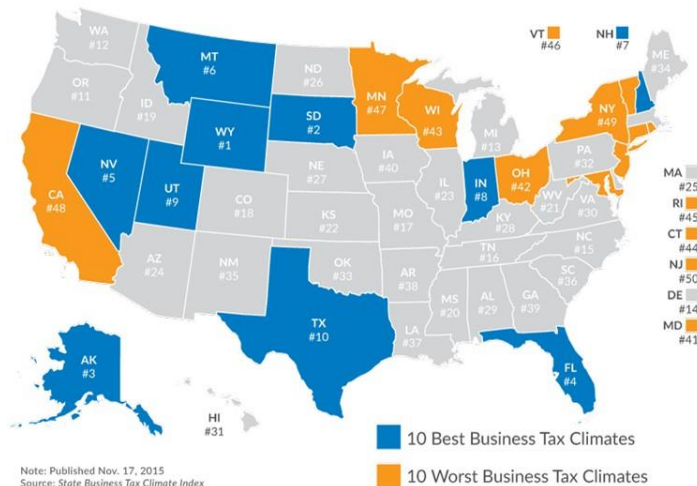 VT
#46
NH
#7
WA
#12
MT
#6
ND
#26
MN
#47
ME
#34
OR
#11
ID
#19
WY
#1
SD
#2
WI
#43
MI
#13
NY
#49
NV
#5
UT
#9
CO
#18
NE
#27
IA
#40
IL
#23
IN
#8
OH
#42
PA
#32
CA
#48
AZ
#24
NM
#35
KS
#22
MO
#17
KY
#28
WV
#21
VA
#30
OK
#33
AR
#38
TN
#16
NC
#15
SC
#36
TX
#10
LA
#37
MS
#20
AL
#29
GA
#39
FL
#4
AK
#3
HI
#31
MA
#25
RI
#45
CT
#44
NJ
#50
DE
#14
MD
#41
10 Best Business Tax Climates
10 Worst Business Tax Climates
Note: Published Nov. 17, 2015
Source: State Business Tax Climate Index